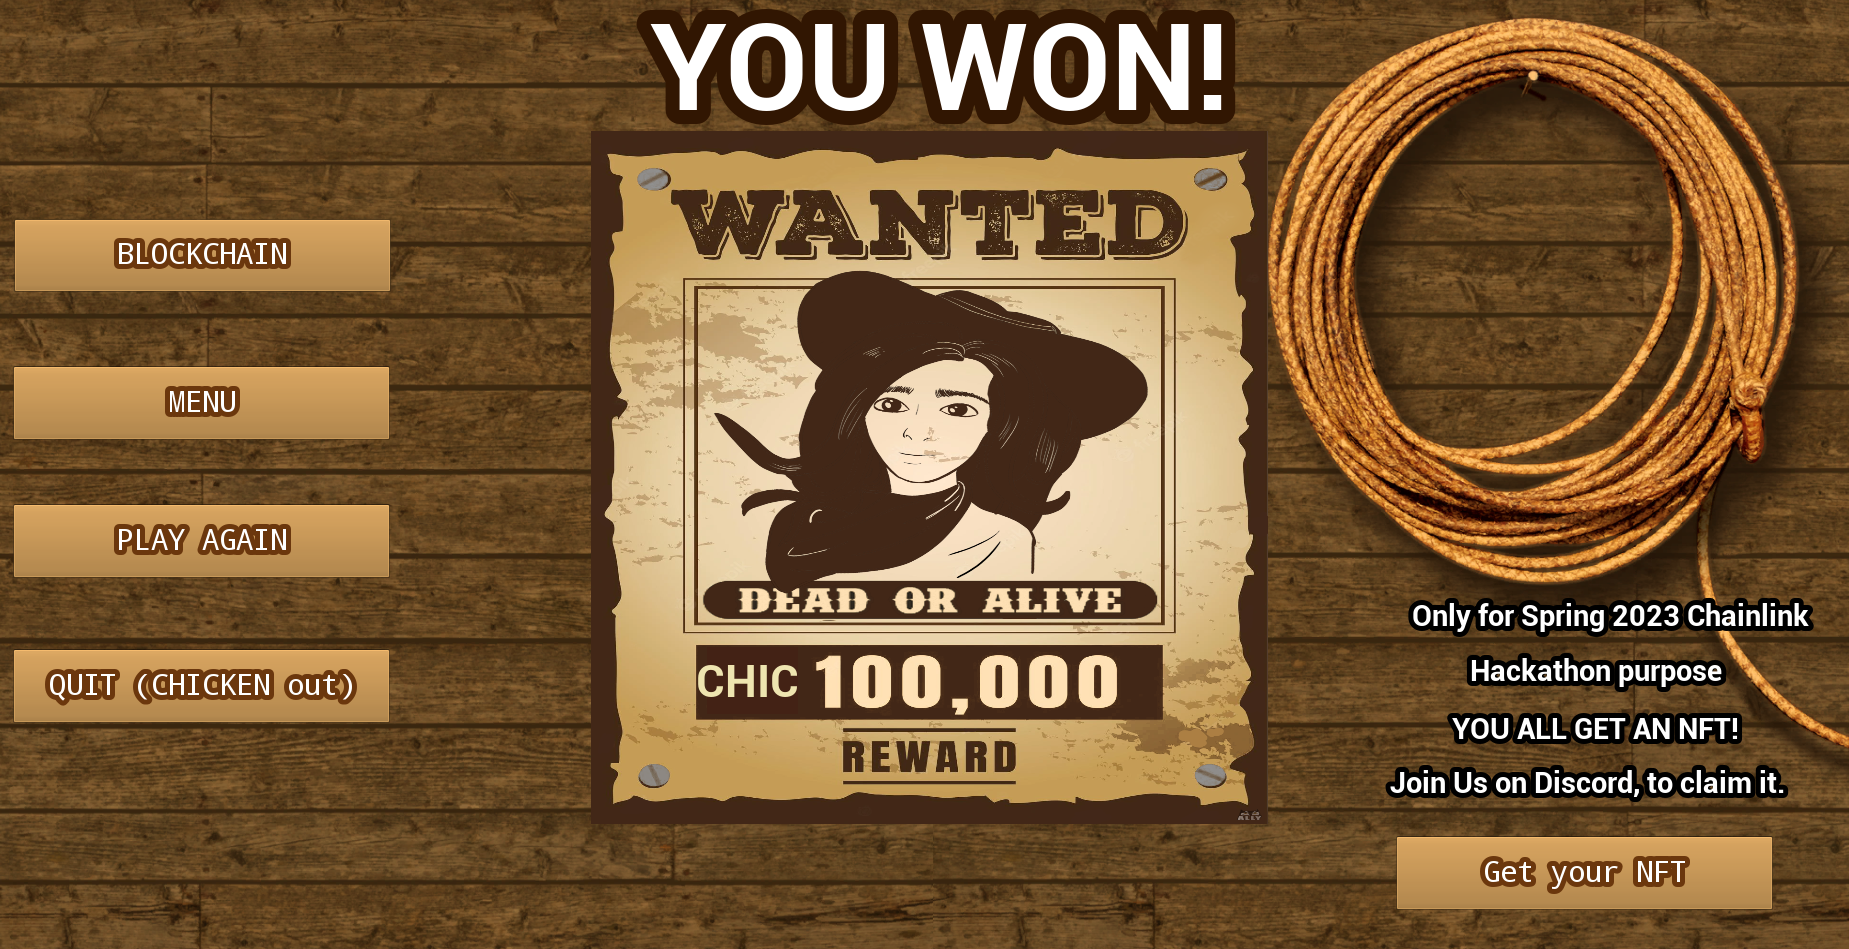 YOU WON!
BLOCKCHAIN
MENU
PLAY AGAIN
QUIT (CHICKEN out)
WANTED
DEAD OR ALIVE
CHIC 100,000
REWARD
Only for Spring 2023 Chainlink
Hackathon purpose
YOU ALL GET AN NFT!
Join Us on Discord, to claim it.
Get your NFT